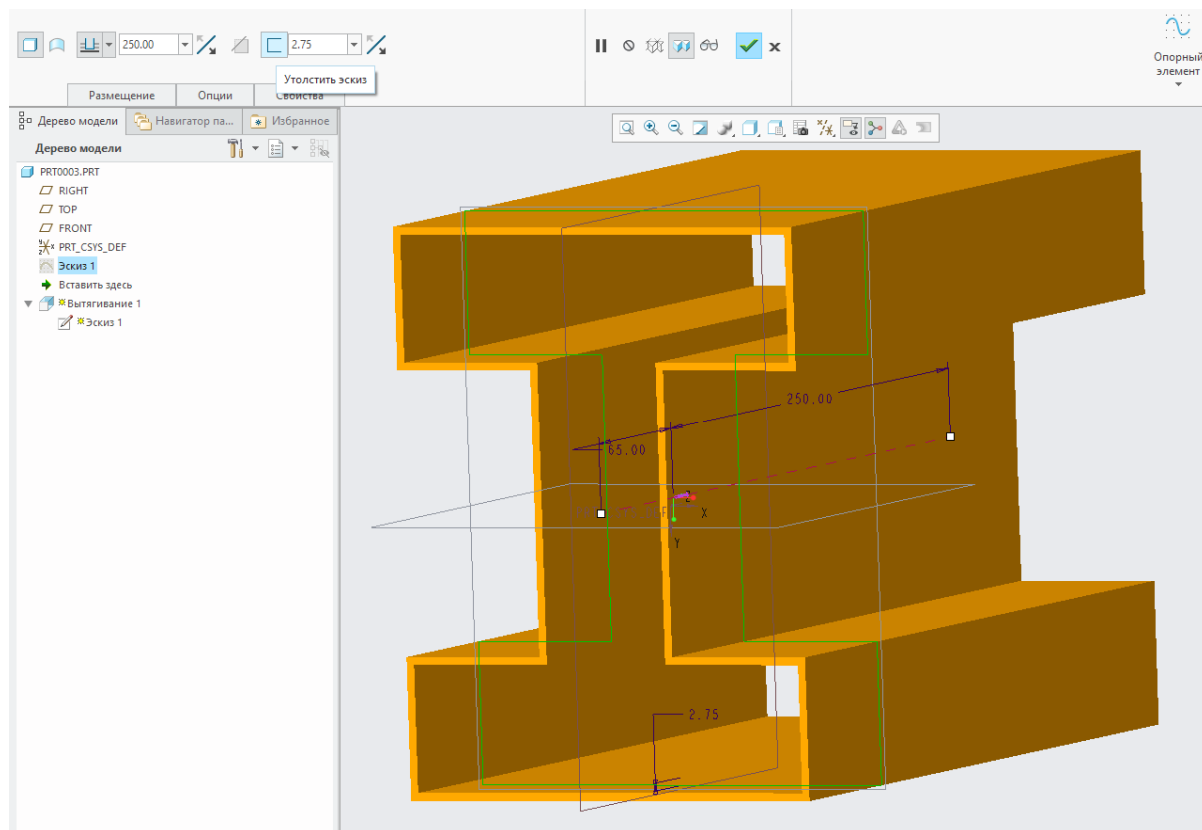 250.00
2.75
Утолстить эскиз
Опорный
элемент
Размещение
Опции
Свойства
Дерево модели
Навигатор па...
Избранное
Дерево модели
PRT0003.PRT
RIGHT
TOP
FRONT
PRT_CSYS_DEF
Эскиз 1
Вставить здесь
Вытягивание 1
Эскиз 1
250.00
65.00
Z
X
Y
2.75